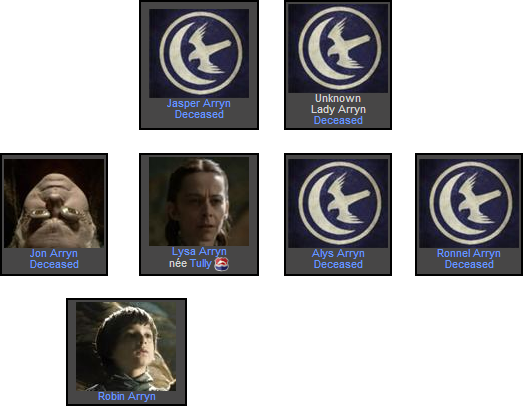 Jasper Arryn
Deceased
Unknown
Lady Arryn
Deceased
Jon Arryn
Deceased
Lysa Arryn
née Tully
Alys Arryn
Deceased
Ronnel Arryn
Deceased
Robin Arryn